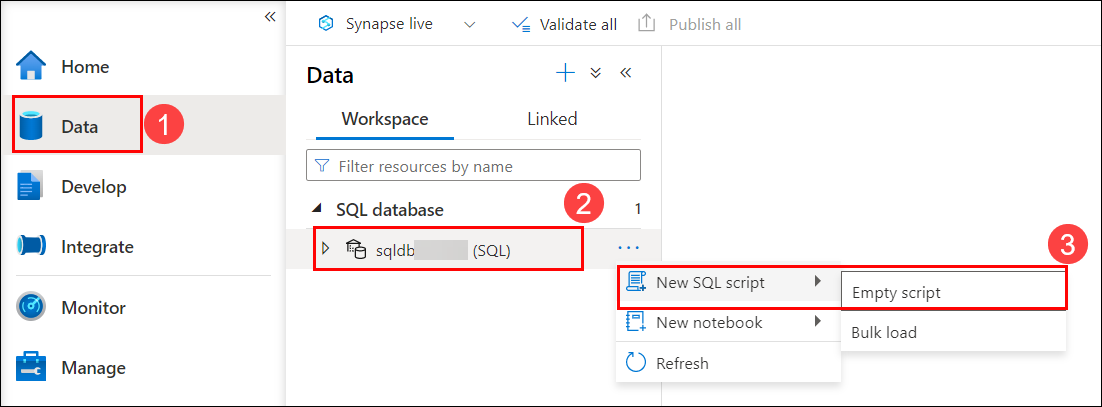 «
Home
Data
1
Develop
Integrate
Monitor
Manage
Synapse live
Validate all
Publish all
Data
+
«
Workspace
Linked
Filter resources by name
SQL database
2
1
sqldb (SQL)
...
3
New SQL script
Empty script
New notebook
Bulk load
Refresh